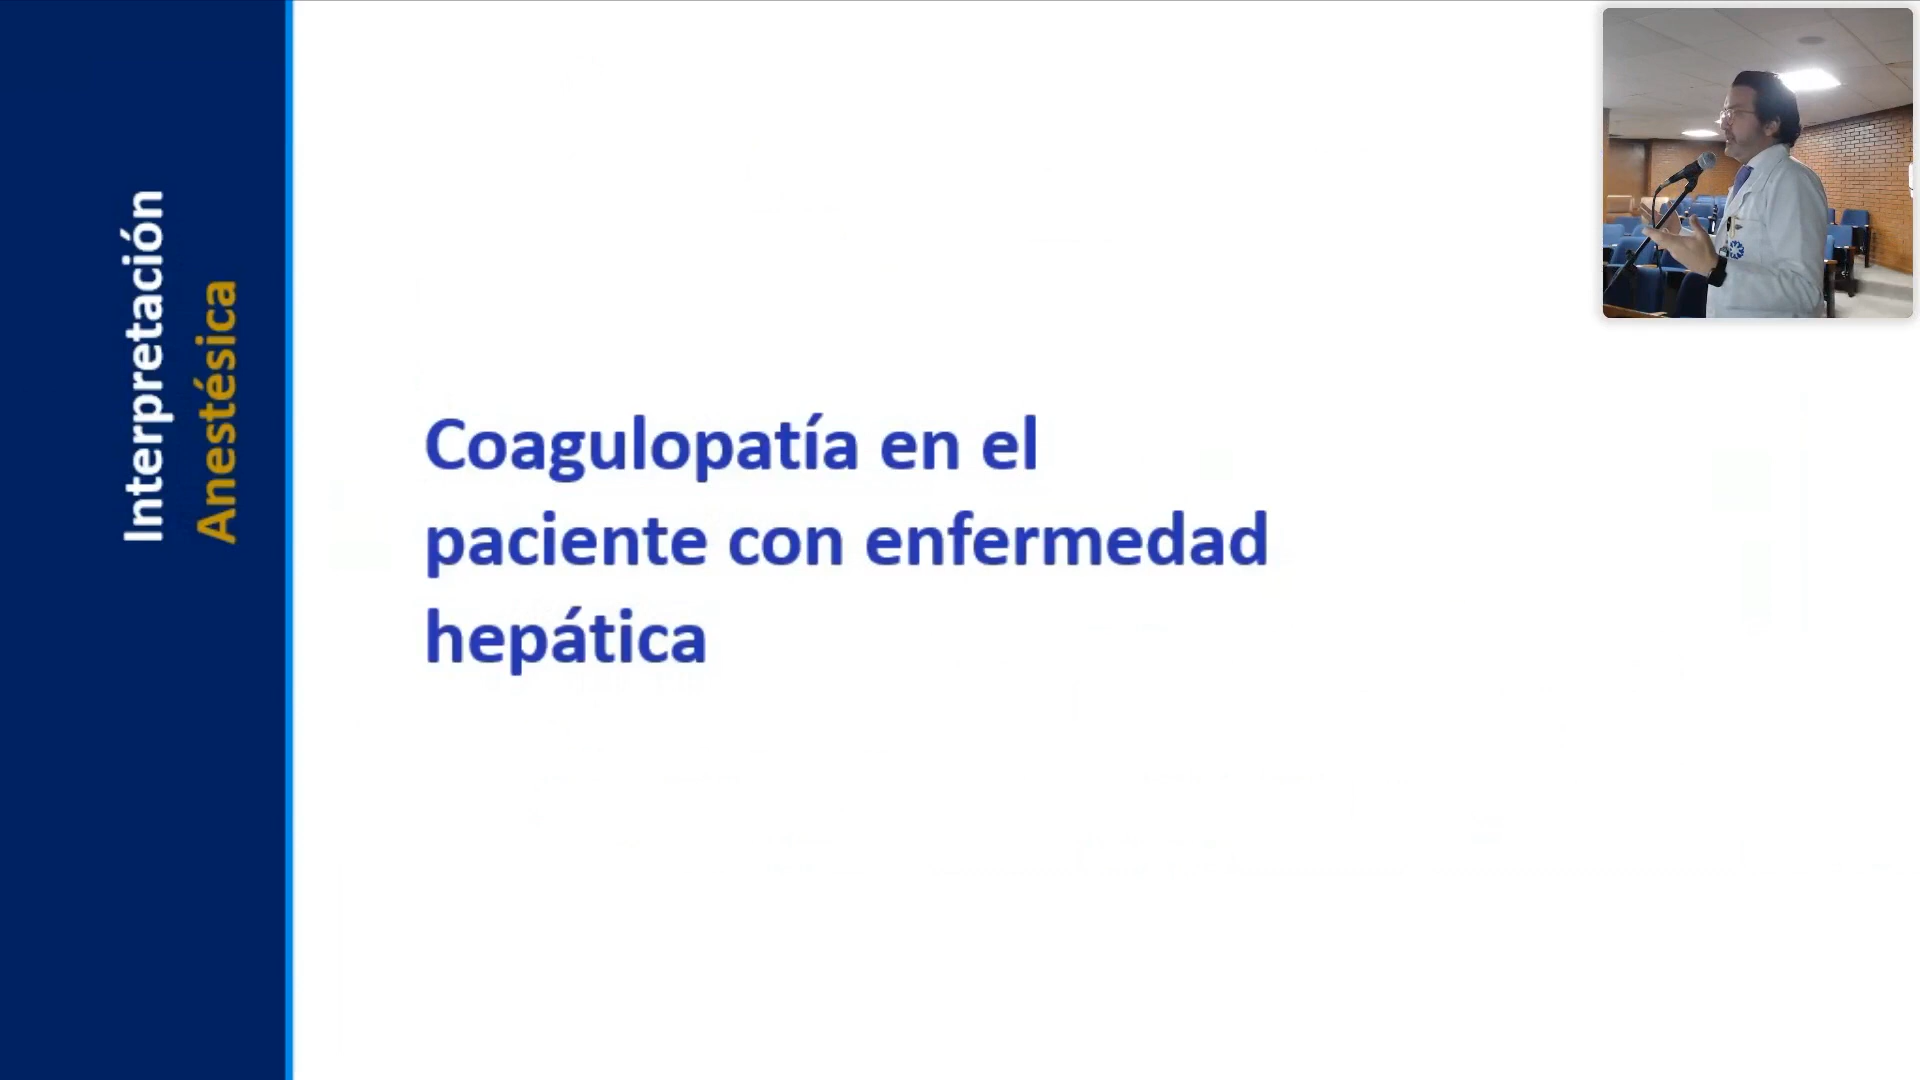 Interpretación
Anestésica
Coagulopatía en el
paciente con enfermedad
hepática